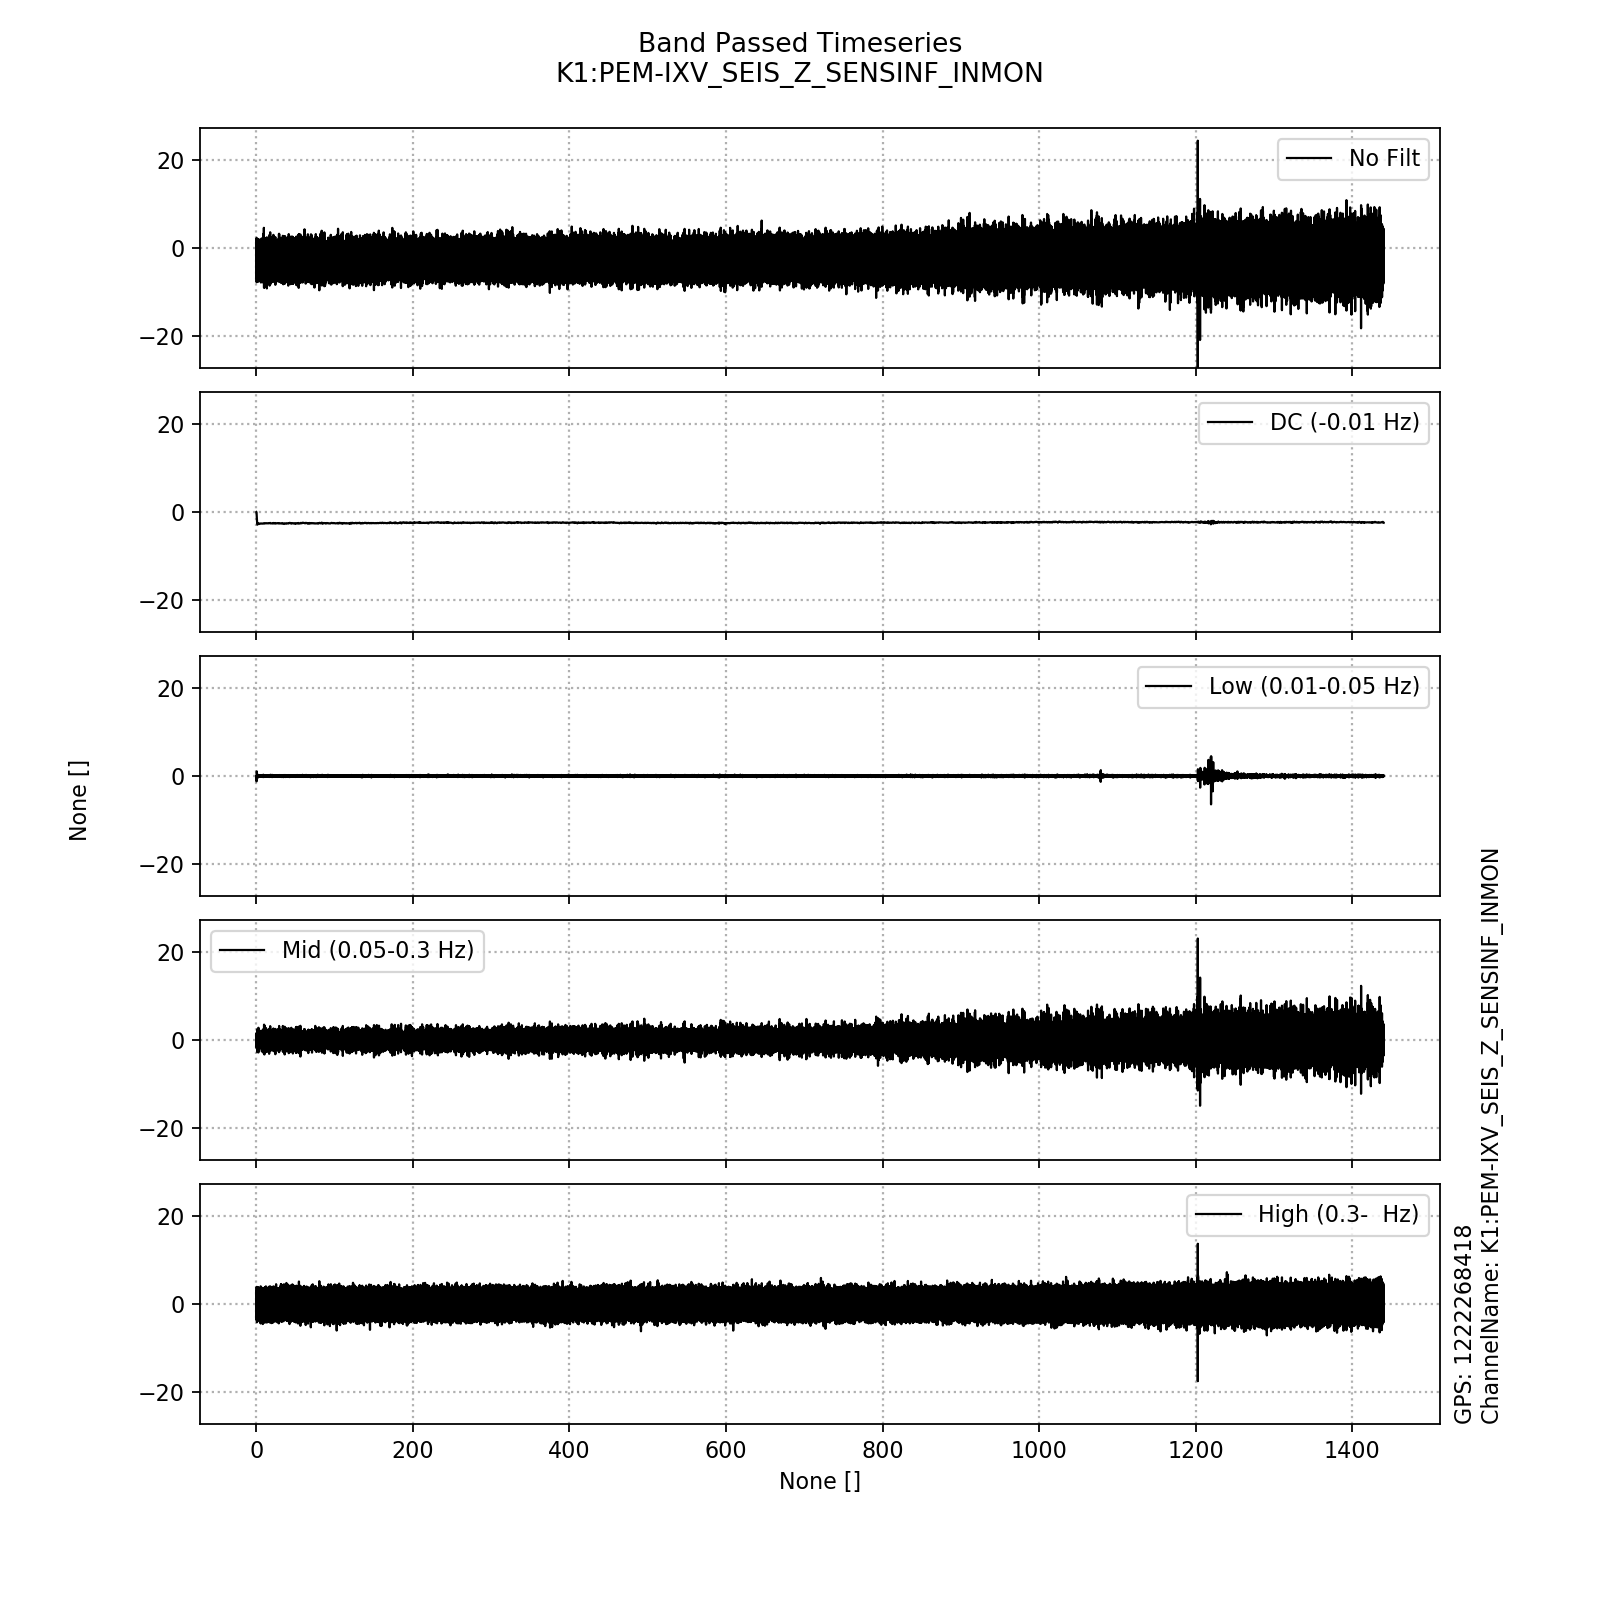 Band Passed Timeseries
K1:PEM-IXV_SEIS_Z_SENSINF_INMON
20
0
−20
No Filt
20
0
−20
DC (-0.01 Hz)
None []
20
0
−20
Low (0.01-0.05 Hz)
20
0
−20
Mid (0.05-0.3 Hz)
20
0
−20
High (0.3-  Hz)
0 200 400 600 800 1000 1200 1400
None []
GPS: 1222268418
ChannelName: K1:PEM-IXV_SEIS_Z_SENSINF_INMON